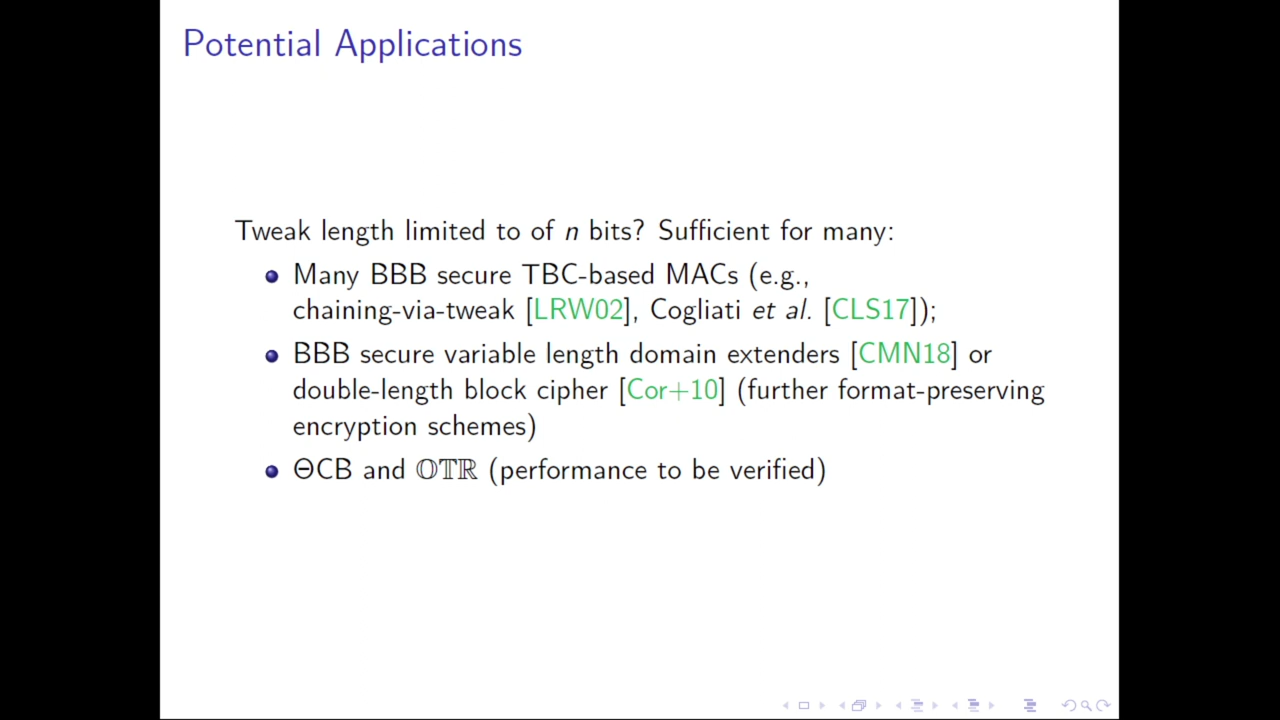 Potential Applications
Tweak length limited to of n bits? Sufficient for many:
Many BBB secure TBC-based MACs (e.g.,
chaining-via-tweak [LRW02], Cogliati et al. [CLS17]);
BBB secure variable length domain extenders [CMN18] or
double-length block cipher [Cor+10] (further format-preserving
encryption schemes)
ΘCB and 𝕆𝕋ℝ (performance to be verified)